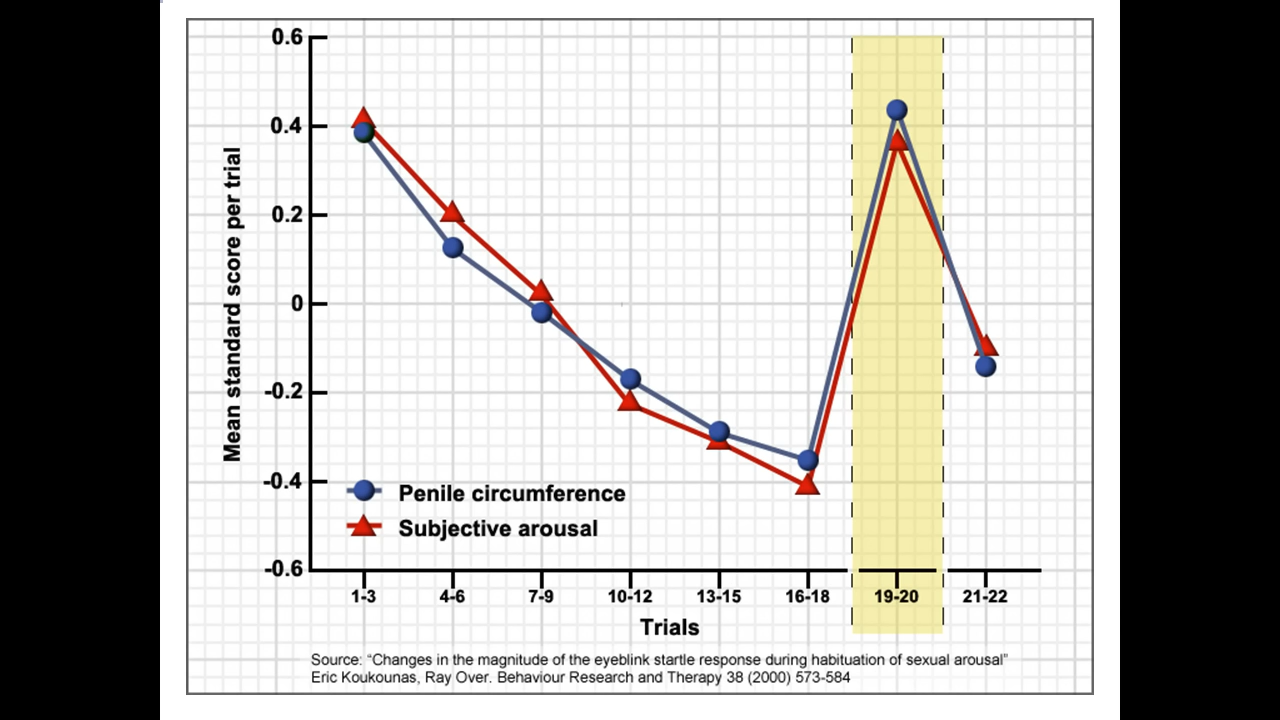 0.6
0.4
0.2
0
-0.2
-0.4
-0.6
Mean standard score per trial
Penile circumference
Subjective arousal
1-3 4-6 7-9 10-12 13-15 16-18 19-20 21-22
Trials
Source: “Changes in the magnitude of the eyeblink startle response during habituation of sexual arousal”
Eric Koukounas, Ray Over. Behaviour Research and Therapy 38 (2000) 573-584